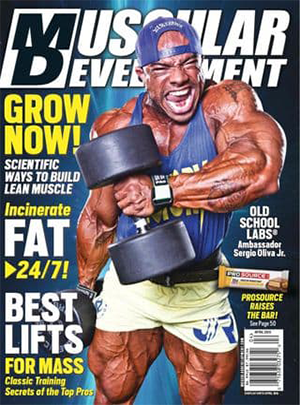 MD MUSCULAR
DEVELOPMENT
GROW
NOW!
SCIENTIFIC
WAYS TO BUILD
LEAN MUSCLE
Incinerate
FAT
24/7!
BEST
LIFTS
FOR MASS
Classic Training
Secrets of the Top Pros
OLD
SCHOOL
LABS®
Ambassador
Sergio Oliva Jr.
PROSOURCE
PROSOURCE
RAISES
THE BAR!
See Page 50